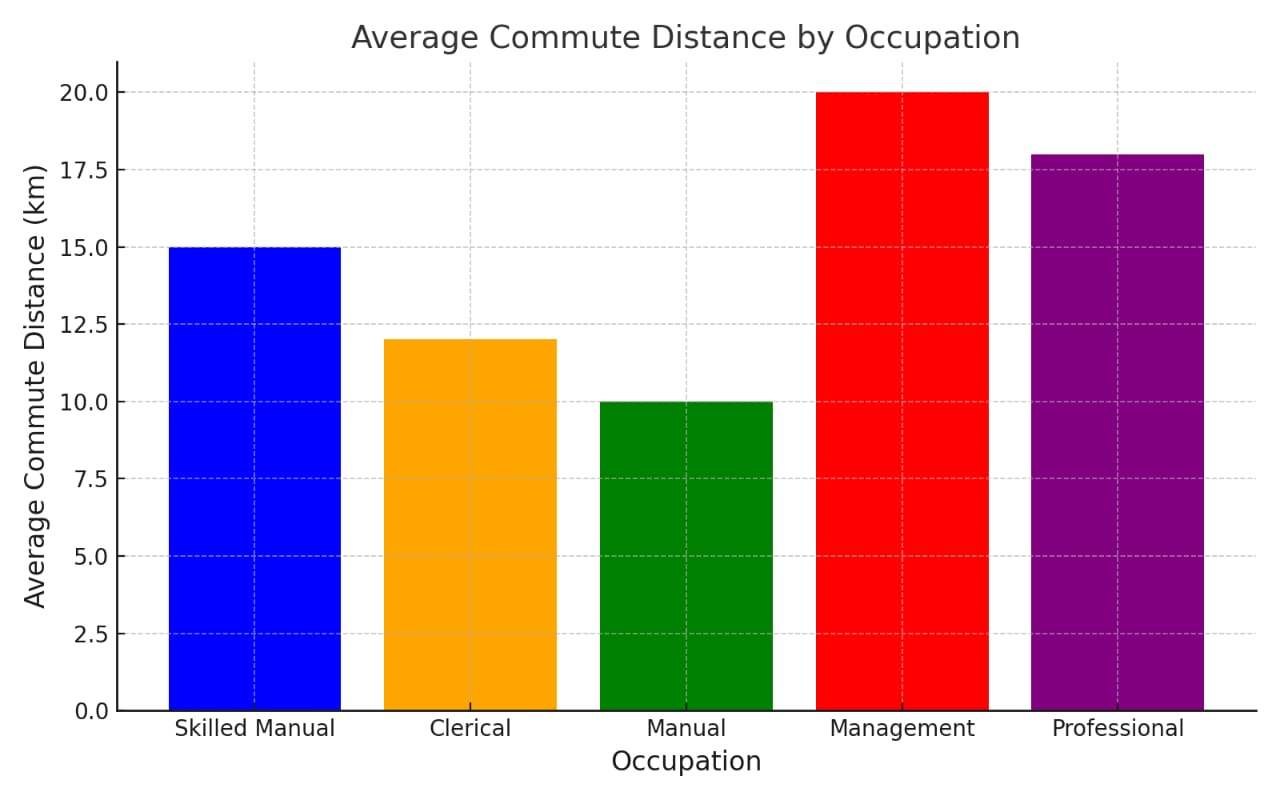 Average Commute Distance by Occupation
Average Commute Distance (km)
20.0
17.5
15.0
12.5
10.0
7.5
5.0
2.5
0.0
Skilled Manual Clerical Manual Management Professional
Occupation